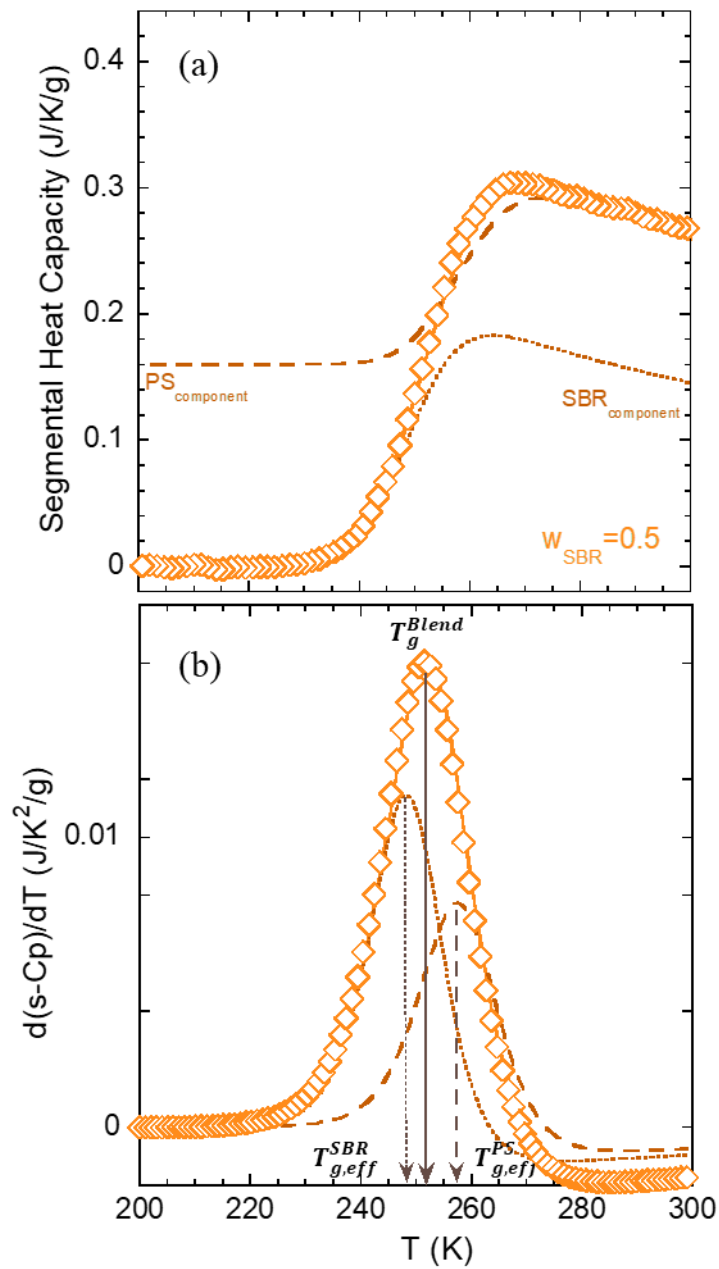 (a)
Segmental Heat Capacity (J/K/g)
0.4
0.3
0.2
0.1
0
PS component
SBR component
w SBR =0.5
(b)
T g Blend
d(s-Cp)/dT (J/K²/g)
0.01
0
T g,eff SBR
T g,eff PS
200 220 240 260 280 300
T (K)